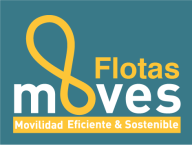 Flotas
moves
Movilidad Eficiente & Sostenible